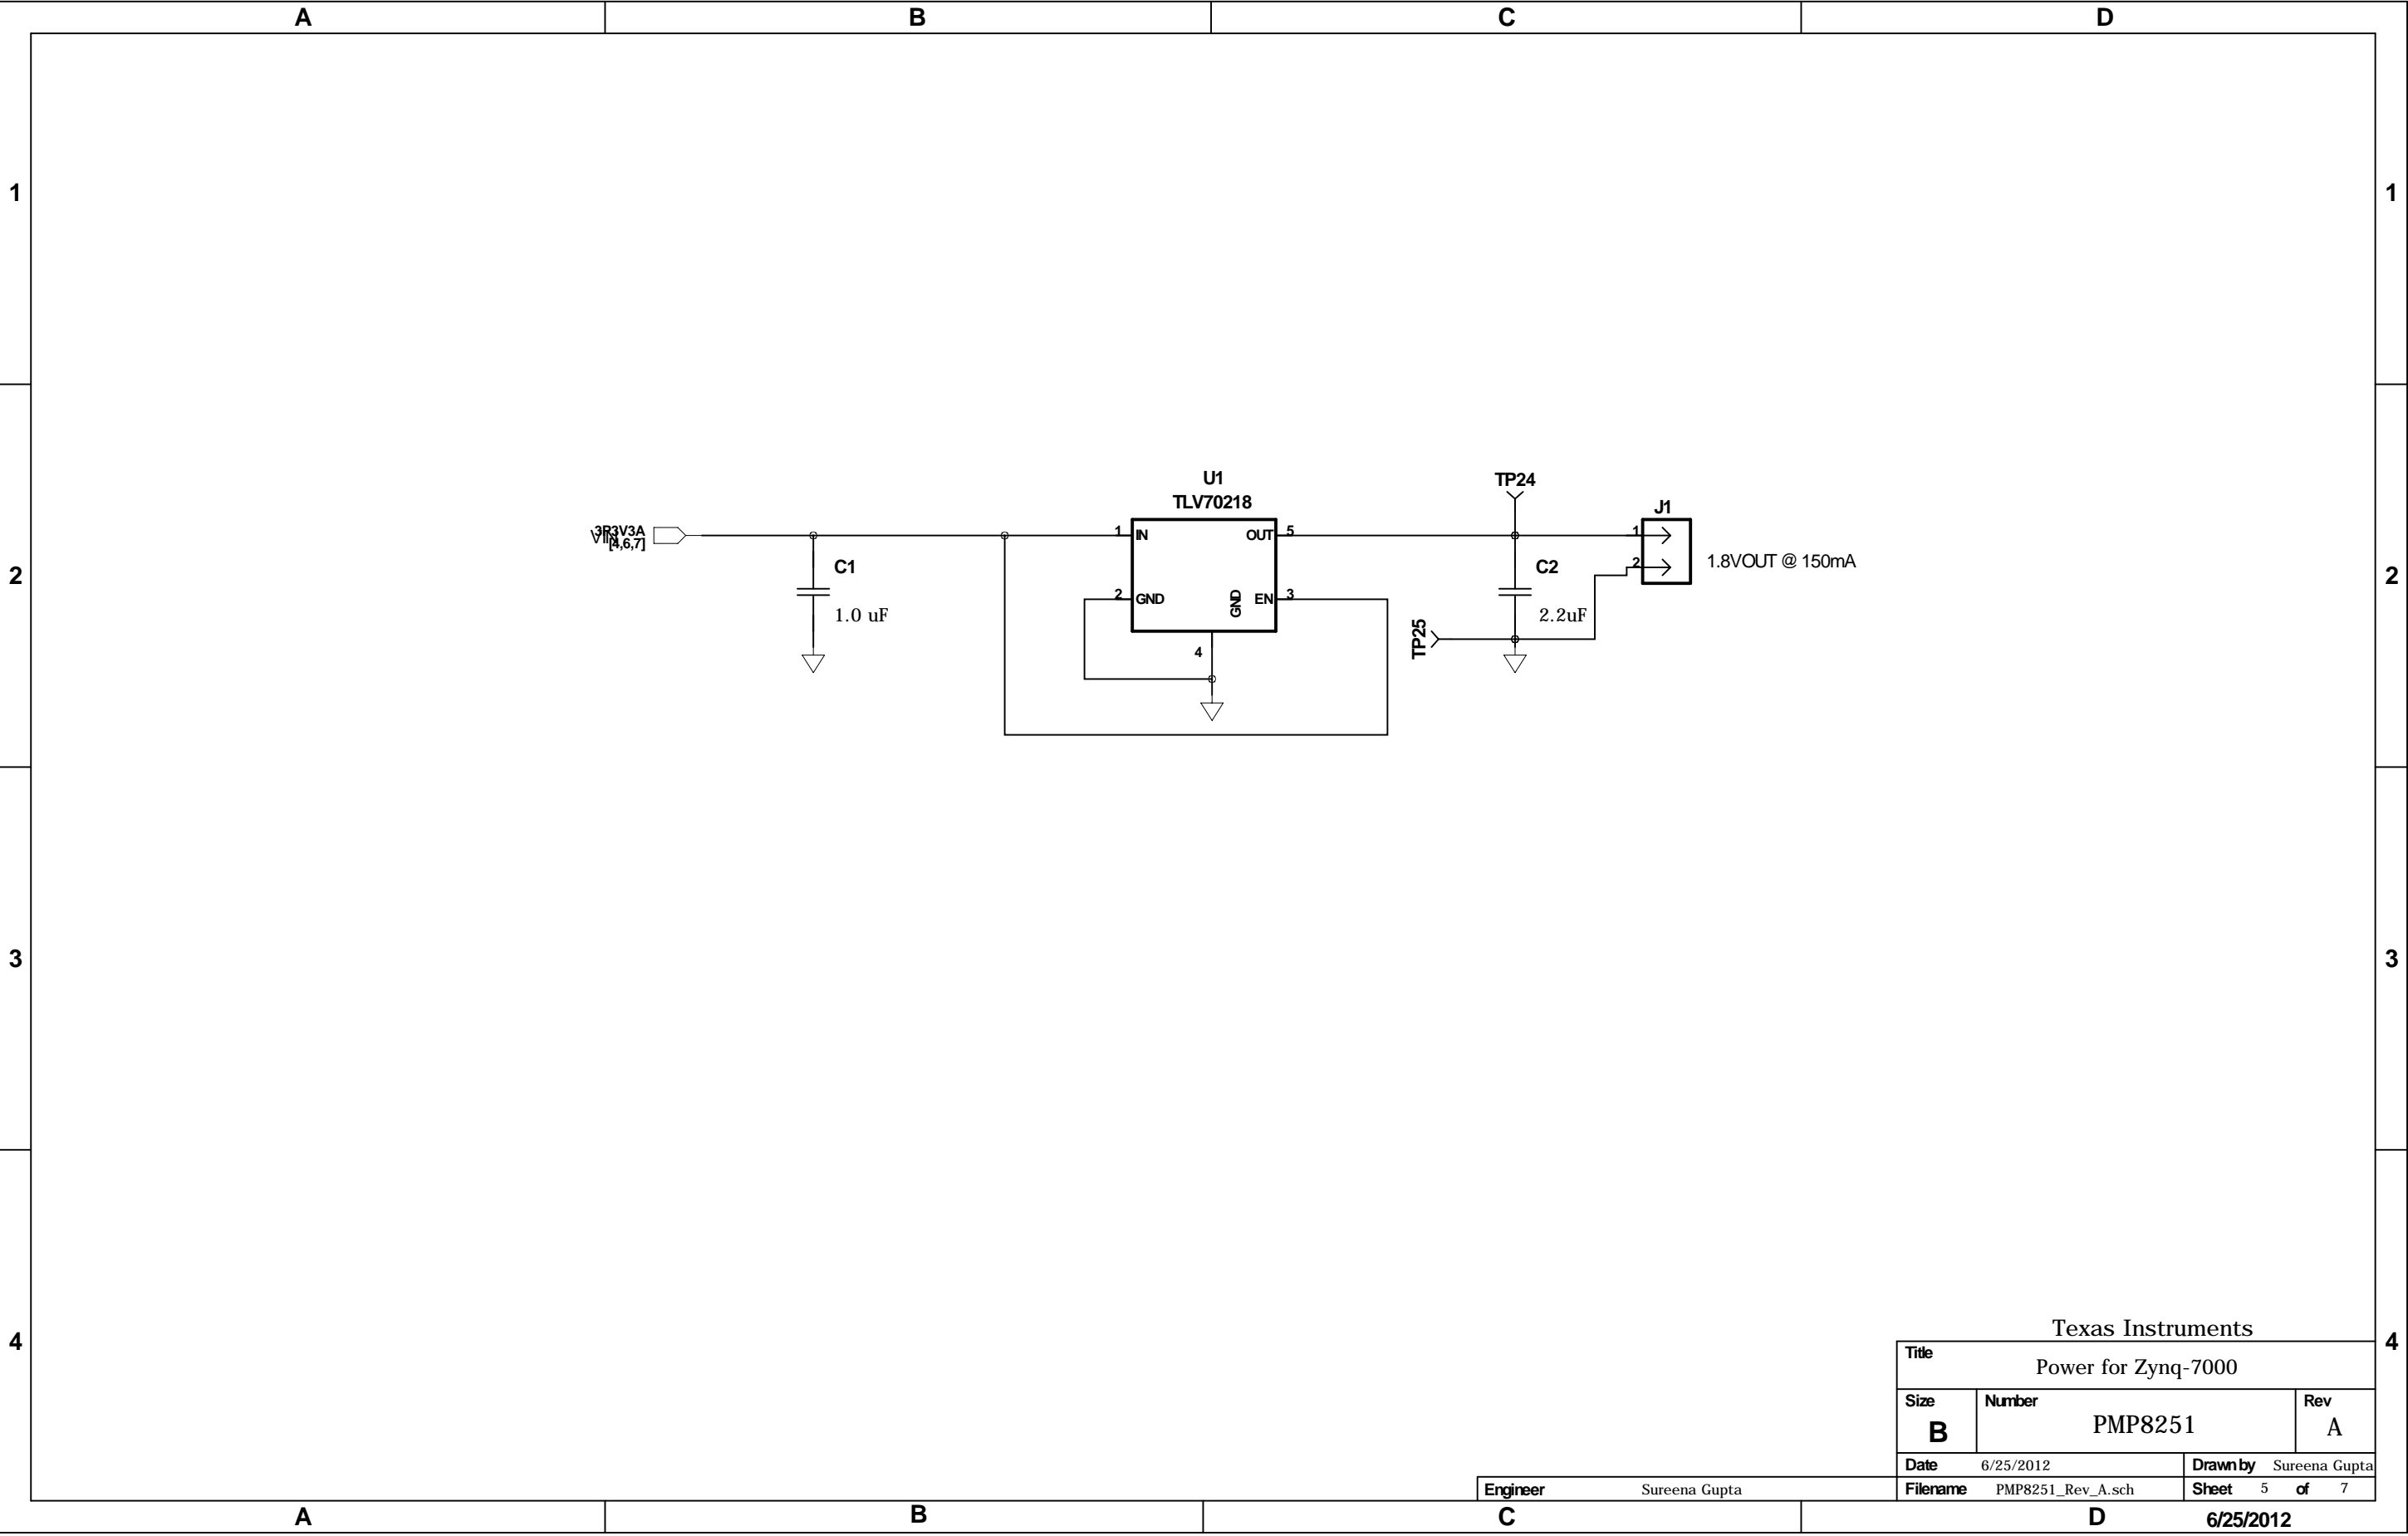 A B C D
1 1
U1
TLV70218
TP24
J1
3P3V3A
VIN
[4,6,7]
1 IN OUT 5
1
2
1.8VOUT @ 150mA
C1
1.0 uF
2 GND GND EN 3
4
C2
2.2uF
TP25
2 2
3 3
4 4
Texas Instruments
Title
Power for Zynq-7000
Size Number Rev
B PMP8251 A
Date 6/25/2012 Drawn by Sureena Gupta
Engineer Sureena Gupta Filename PMP8251_Rev_A.sch Sheet 5 of 7
A B C D 6/25/2012